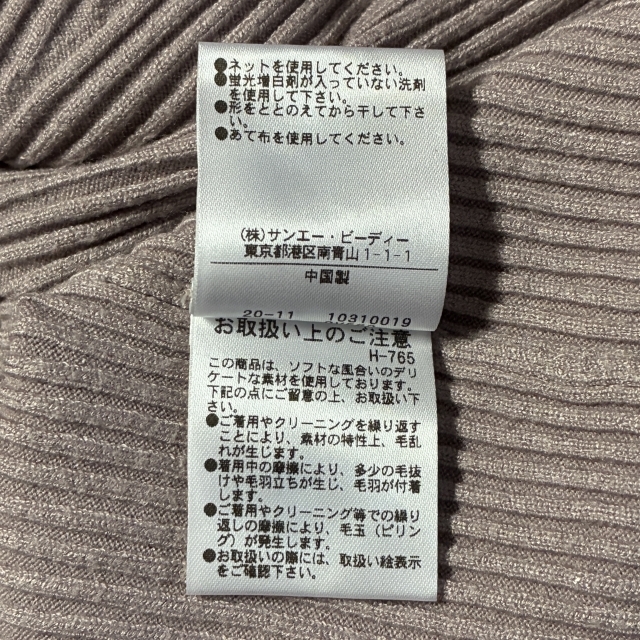 ●ネットを使用してください。
●蛍光増白剤が入っていない洗剤
を使用して下さい。
●形をととのえてから干して下さ
い。
●あて布を使用してください。
(株)サンエー・ビーディー
東京都港区南青山1-1-1
中国製
20-11 10310019
お取扱い上のご注意
H-765
この商品は、ソフトな風合いのデリ
ケートな素材を使用しております。
下記の点にご留意の上、お取扱い下
さい。
●ご着用やクリーニングを繰り返す
ことにより、素材の特性上、毛乱
れが生じます。
●着用中の摩擦により、多少の毛抜
けや毛羽立ちが生じ、毛羽が付着
します。
●ご着用やクリーニング等での繰り
返しの摩擦により、毛玉（ピリン
グ）が発生します。
●お取扱いの際には、取扱い絵表示
をご確認下さい。